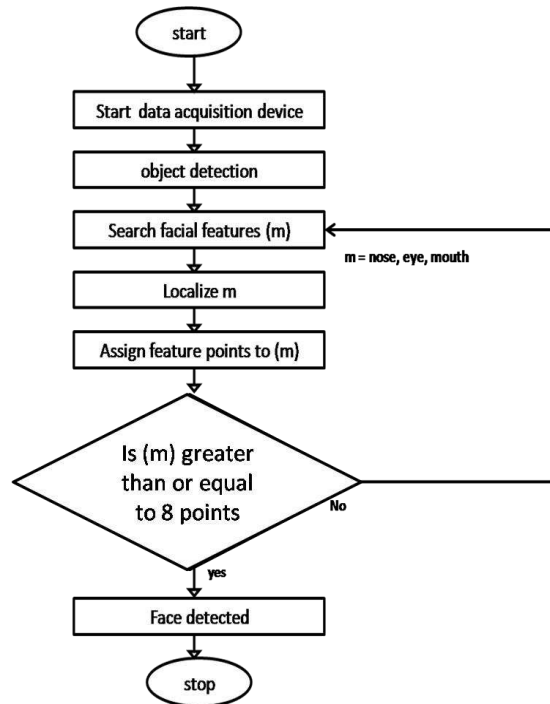 start
Start data acquisition device
object detection
Search facial features (m)
m = nose, eye, mouth
Localize m
Assign feature points to (m)
Is (m) greater
than or equal
to 8 points
No
yes
Face detected
stop